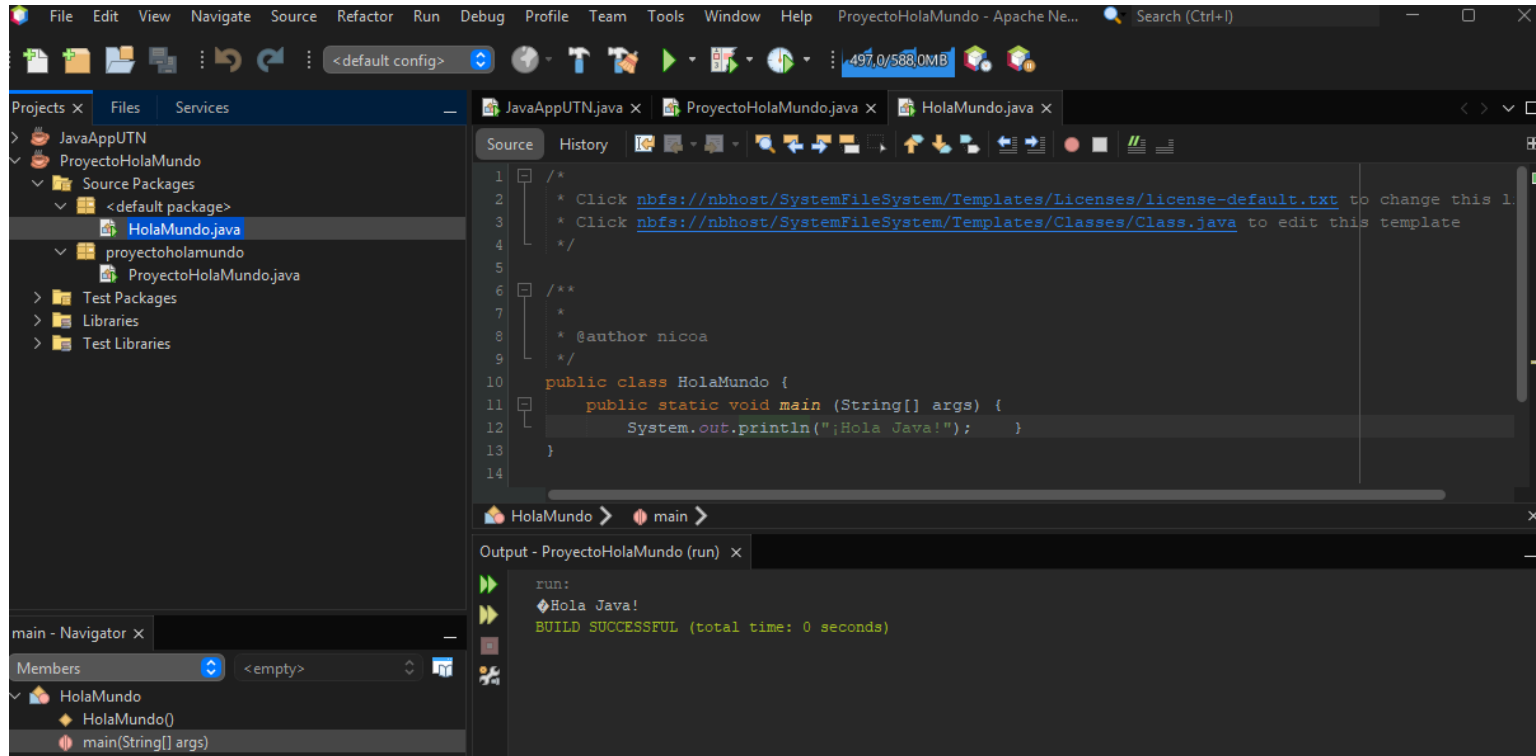 File Edit View Navigate Source Refactor Run Debug Profile Team Tools Window Help ProyectoHolaMundo - Apache Ne... Search (Ctrl+I)
<default config> 497,0/588,0MB
Projects Files Services
JavaAppUTN
ProyectoHolaMundo
Source Packages
<default package>
HolaMundo.java
proyectoholamundo
ProyectoHolaMundo.java
Test Packages
Libraries
Test Libraries
main - Navigator
Members <empty>
HolaMundo
HolaMundo()
main(String[] args)
JavaAppUTN.java ProyectoHolaMundo.java HolaMundo.java
Source History
1 /*
2 * Click nbfs://nbhost/SystemFileSystem/Templates/Licenses/license-default.txt to change this l
3 * Click nbfs://nbhost/SystemFileSystem/Templates/Classes/Class.java to edit this template
4 */
5
6 /**
7 *
8 * @author nicoa
9 */
10 public class HolaMundo {
11 public static void main (String[] args) {
12 System.out.println("¡Hola Java!"); }
13 }
14
HolaMundo main
Output - ProyectoHolaMundo (run)
run:
�Hola Java!
BUILD SUCCESSFUL (total time: 0 seconds)